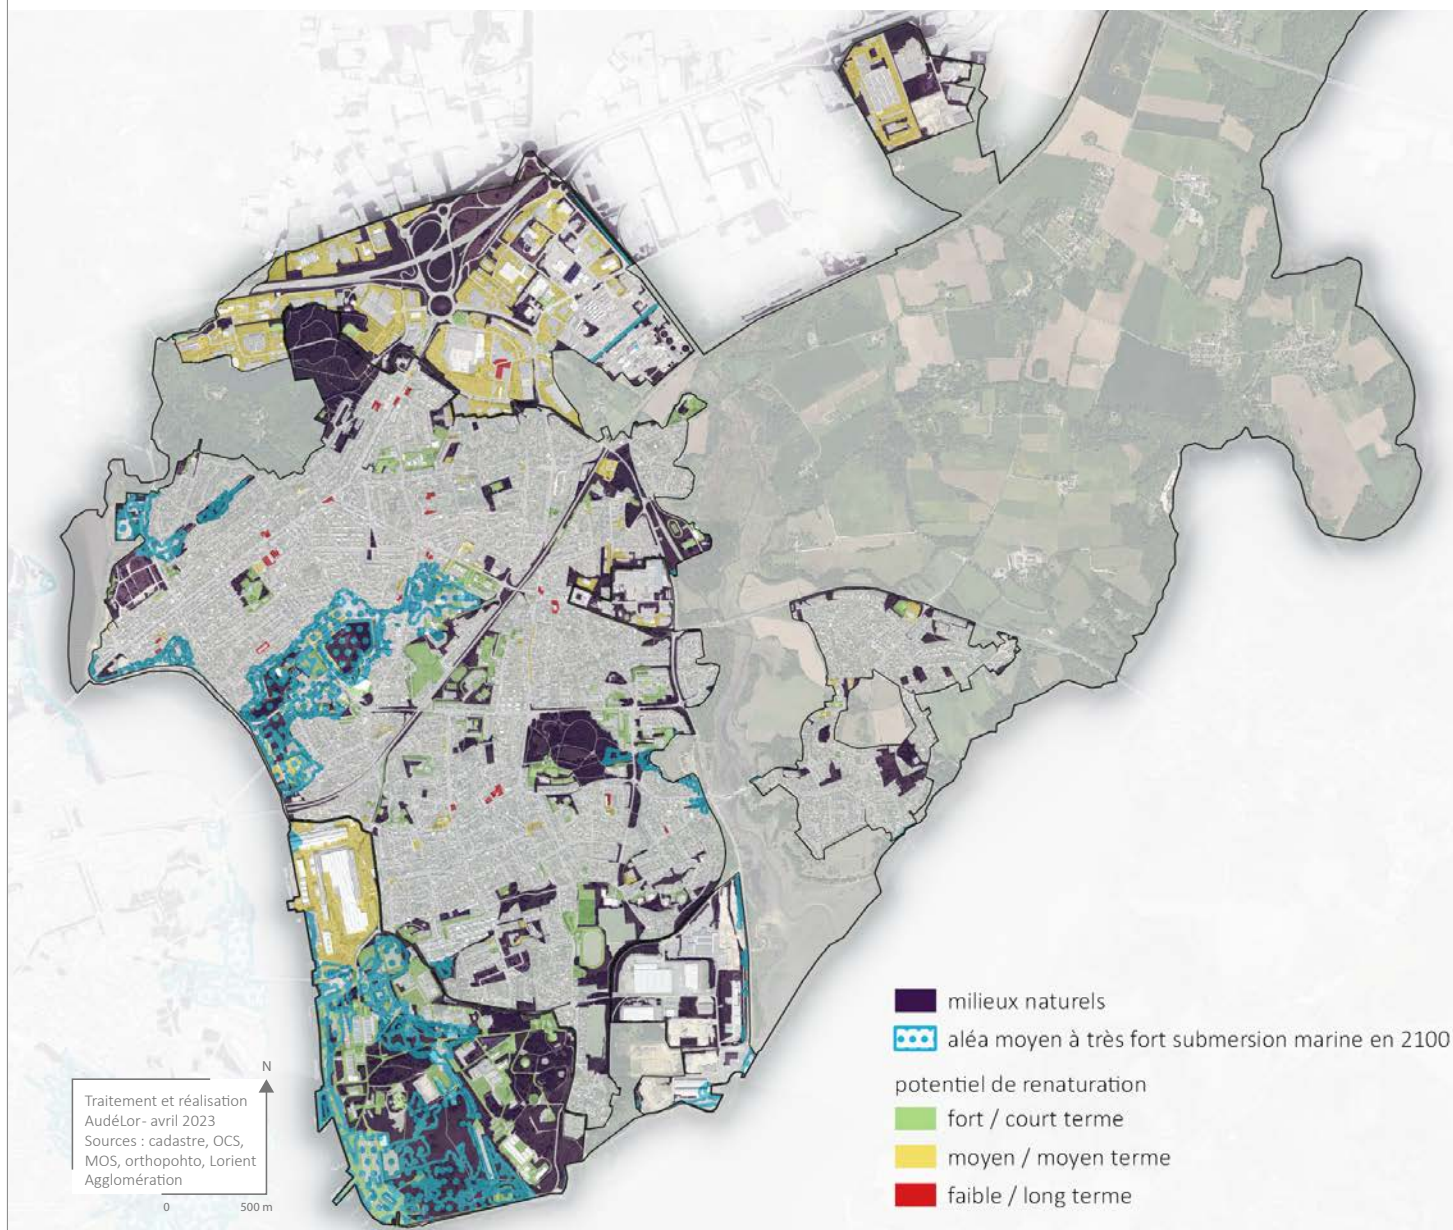 milieux naturels
aléa moyen à très fort submersion marine en 2100
potentiel de renaturation
fort / court terme
moyen / moyen terme
faible / long terme
N
Traitement et réalisation
AudéLor- avril 2023
Sources : cadastre, OCS,
MOS, orthopohto, Lorient
Agglomération
0 500 m